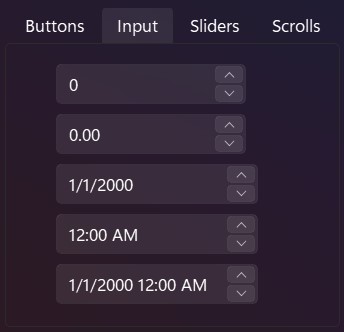 Buttons Input Sliders Scrolls
0
0.00
1/1/2000
12:00 AM
1/1/2000 12:00 AM